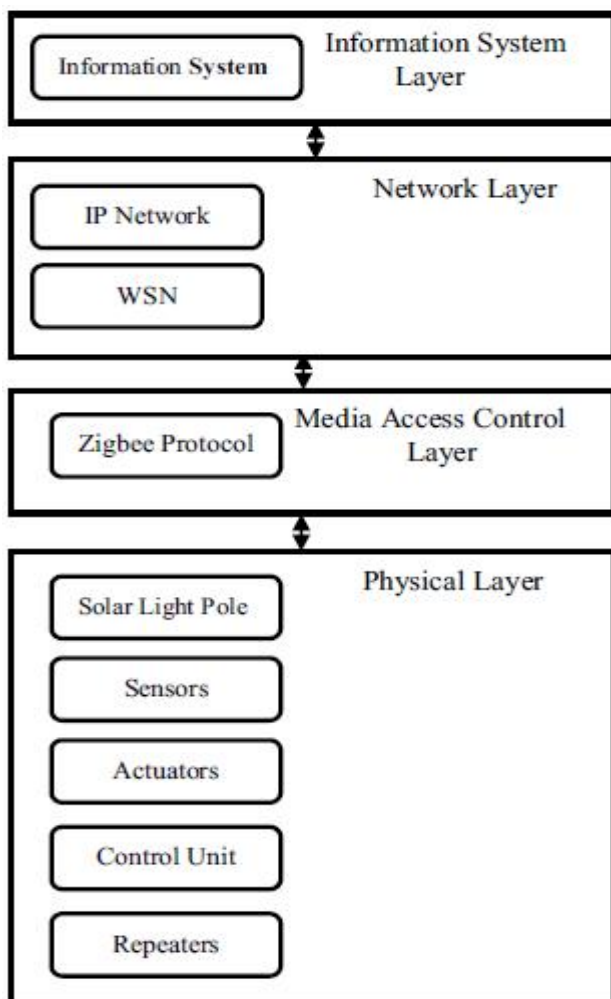 Information System
Information System
Layer
Network Layer
IP Network
WSN
Media Access Control
Layer
Zigbee Protocol
Physical Layer
Solar Light Pole
Sensors
Actuators
Control Unit
Repeaters